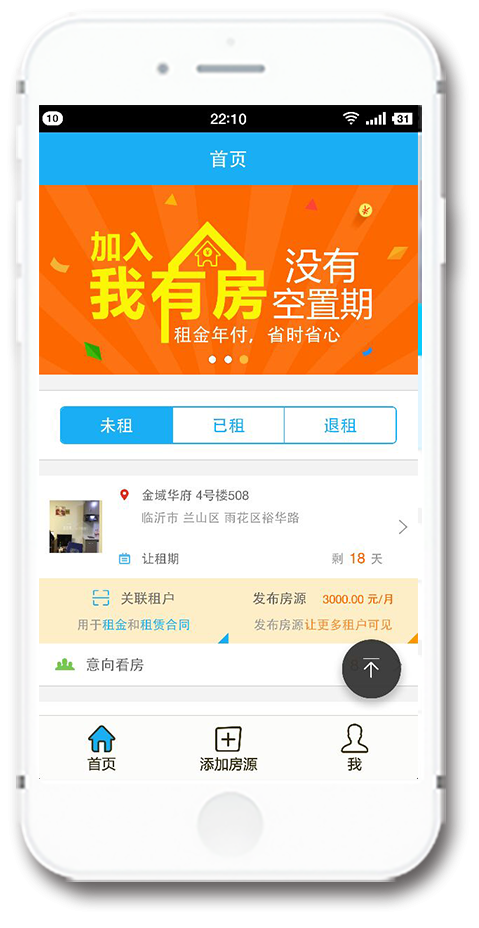 10
22:10
31
首页
加入
我有房
没有
空置期
租金年付，省时省心
未租
已租
退租
金域华府 4号楼508
临沂市 兰山区 雨花区裕华路
让租期
剩 18 天
关联租户
发布房源 3000.00 元/月
用于租金和租赁合同
发布房源让更多租户可见
意向看房
首页
添加房源
我